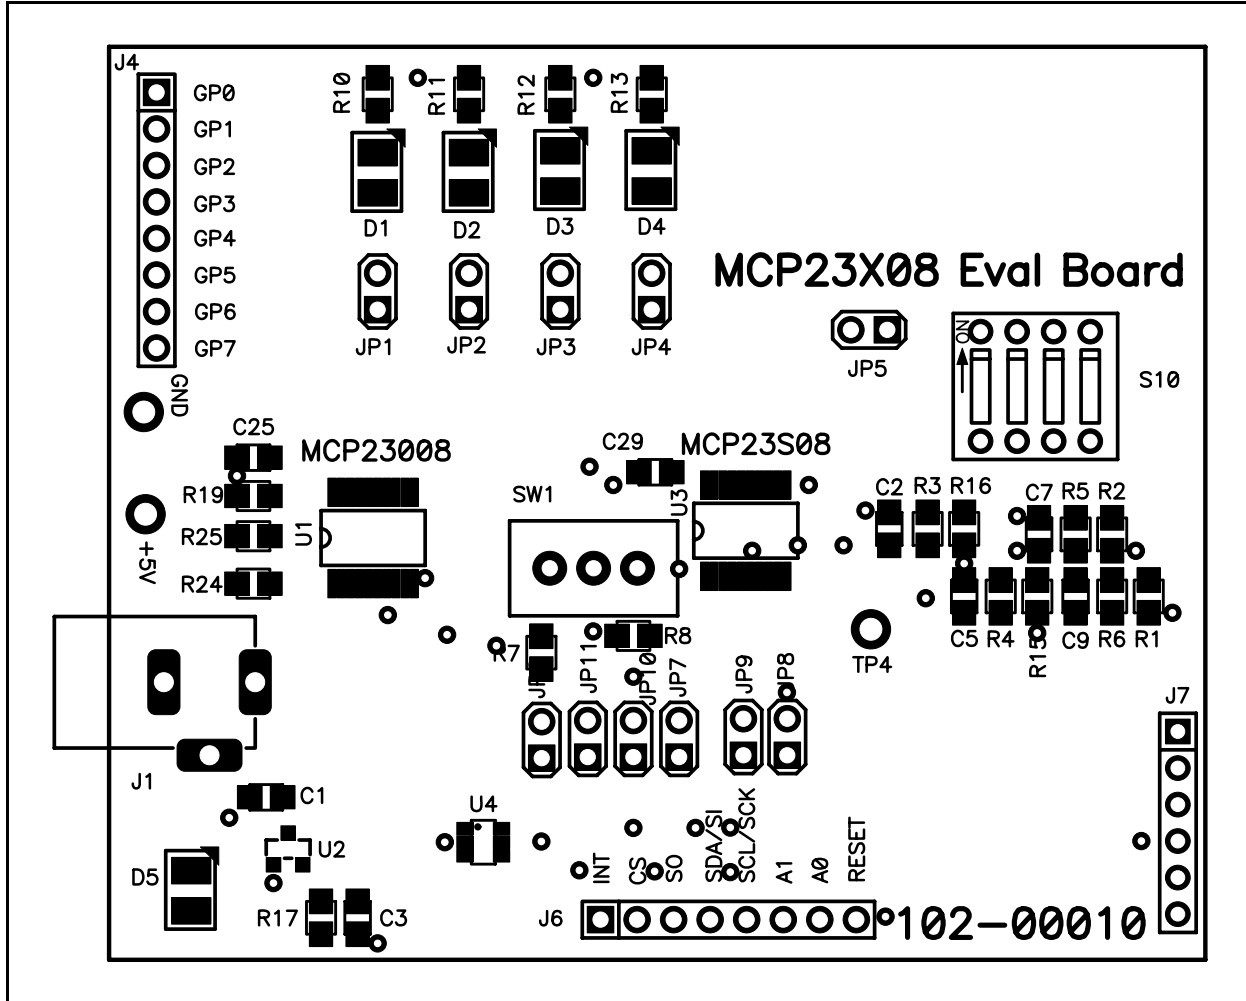 J4
R10
R11
R12
R13
GP0
GP1
GP2
GP3
GP4
GP5
GP6
GP7
D1
D2
D3
D4
MCP23X08 Eval Board
JP1
JP2
JP3
JP4
JP5
ON
S10
GND
C25
MCP23008
C29
MCP23S08
R19
U1
SW1
U3
C2
R3
R16
C7
R5
R2
R25
+5V
R24
R7
R8
TP4
C5
R4
R15
C9
R6
R1
JP11
JP10
JP7
JP9
JP8
J7
J1
C1
U4
U2
D5
INT
CS
SO
SDA/SI
SCL/SCK
A1
A0
RESET
R17
C3
J6
102-00010